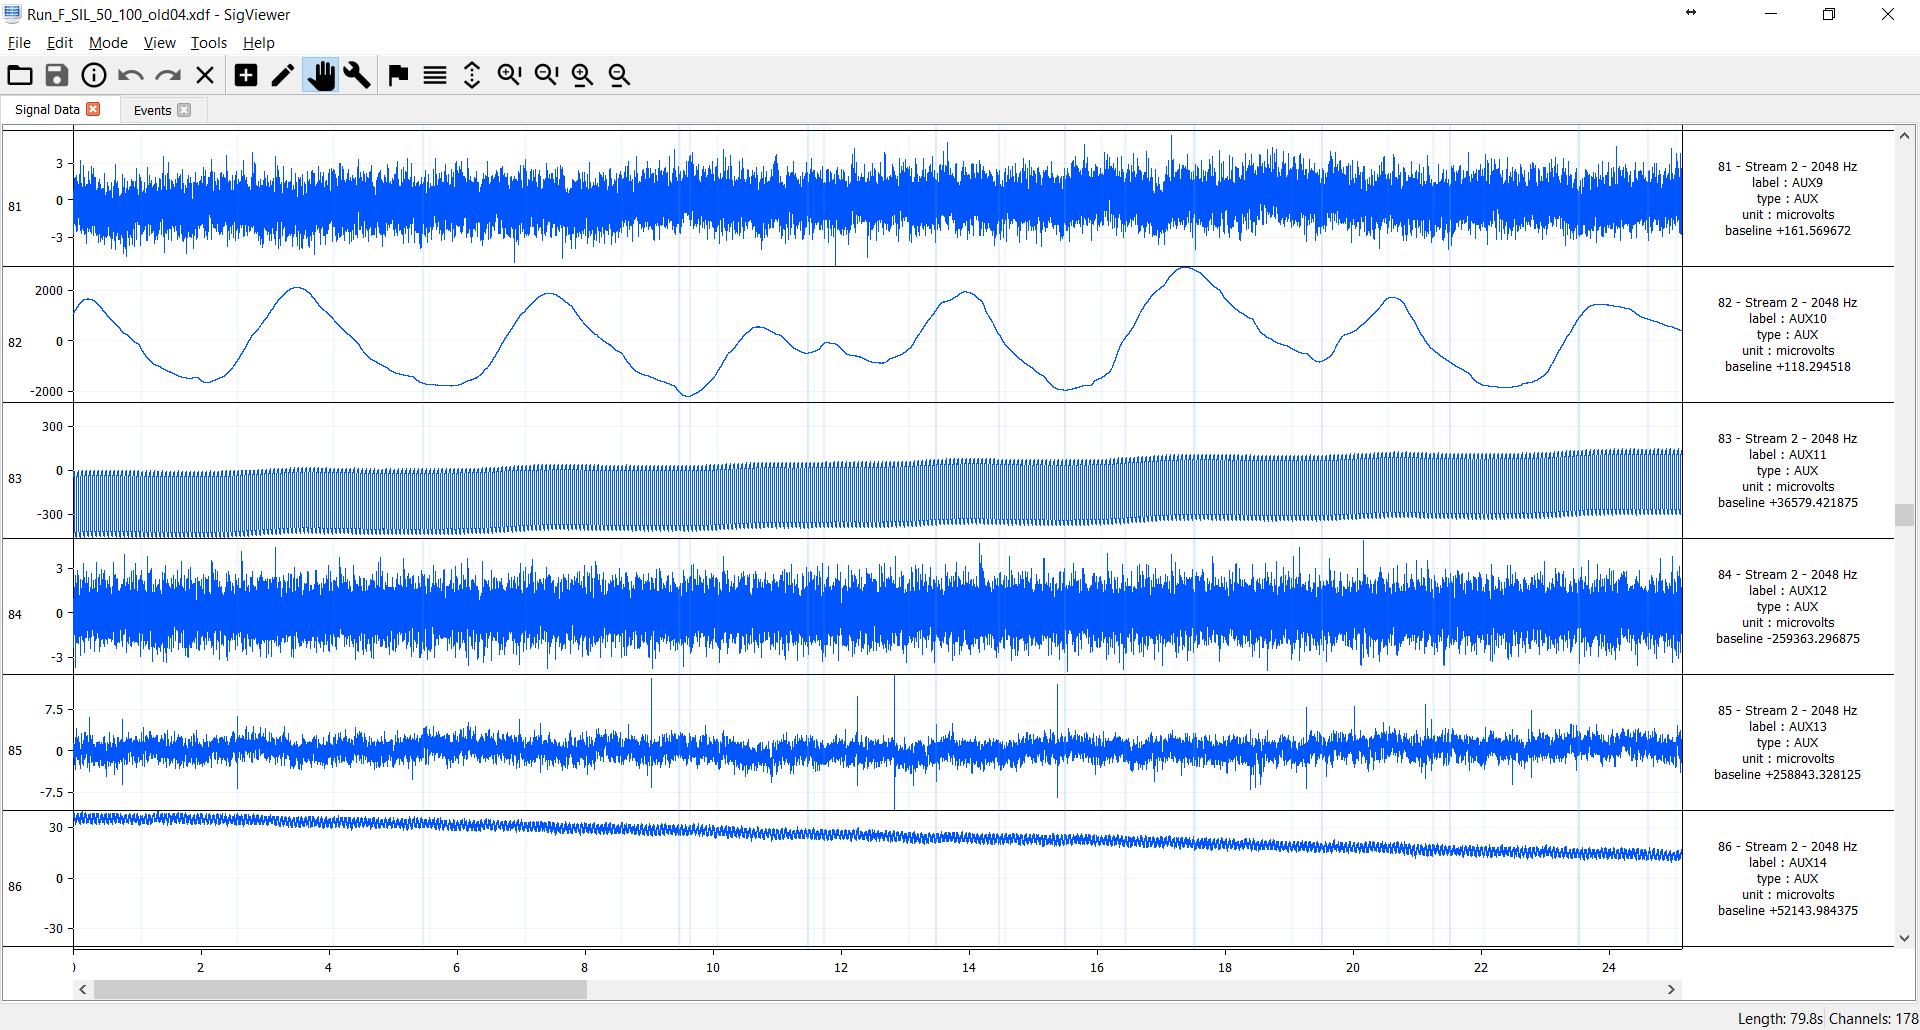 Run_F_SIL_50_100_old04.xdf - SigViewer
File Edit Mode View Tools Help
Signal Data Events
3
0
-3
81
81 - Stream 2 - 2048 Hz
label : AUX9
type : AUX
unit : microvolts
baseline +161.569672
2000
0
-2000
82
82 - Stream 2 - 2048 Hz
label : AUX10
type : AUX
unit : microvolts
baseline +118.294518
300
0
-300
83
83 - Stream 2 - 2048 Hz
label : AUX11
type : AUX
unit : microvolts
baseline +36579.421875
3
0
-3
84
84 - Stream 2 - 2048 Hz
label : AUX12
type : AUX
unit : microvolts
baseline -259363.296875
7.5
0
-7.5
85
85 - Stream 2 - 2048 Hz
label : AUX13
type : AUX
unit : microvolts
baseline +258843.328125
30
0
-30
86
86 - Stream 2 - 2048 Hz
label : AUX14
type : AUX
unit : microvolts
baseline +52143.984375
2 4 6 8 10 12 14 16 18 20 22 24
Length: 79.8s Channels: 178